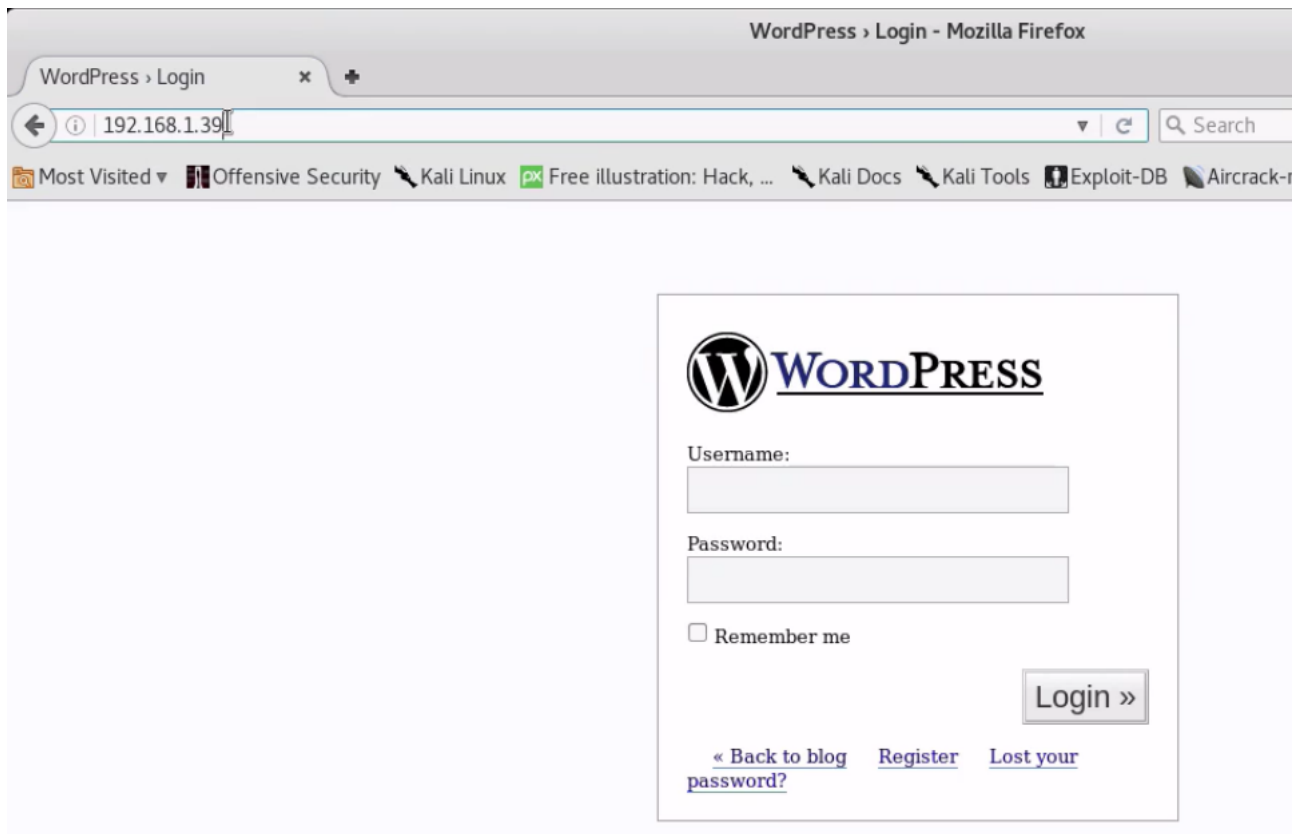 WordPress › Login - Mozilla Firefox
WordPress › Login
192.168.1.39
Search
Most Visited
Offensive Security
Kali Linux
px
Free illustration: Hack, ...
Kali Docs
Kali Tools
Exploit-DB
WORDPRESS
Username:
Password:
Remember me
Login »
« Back to blog Register Lost your
password?